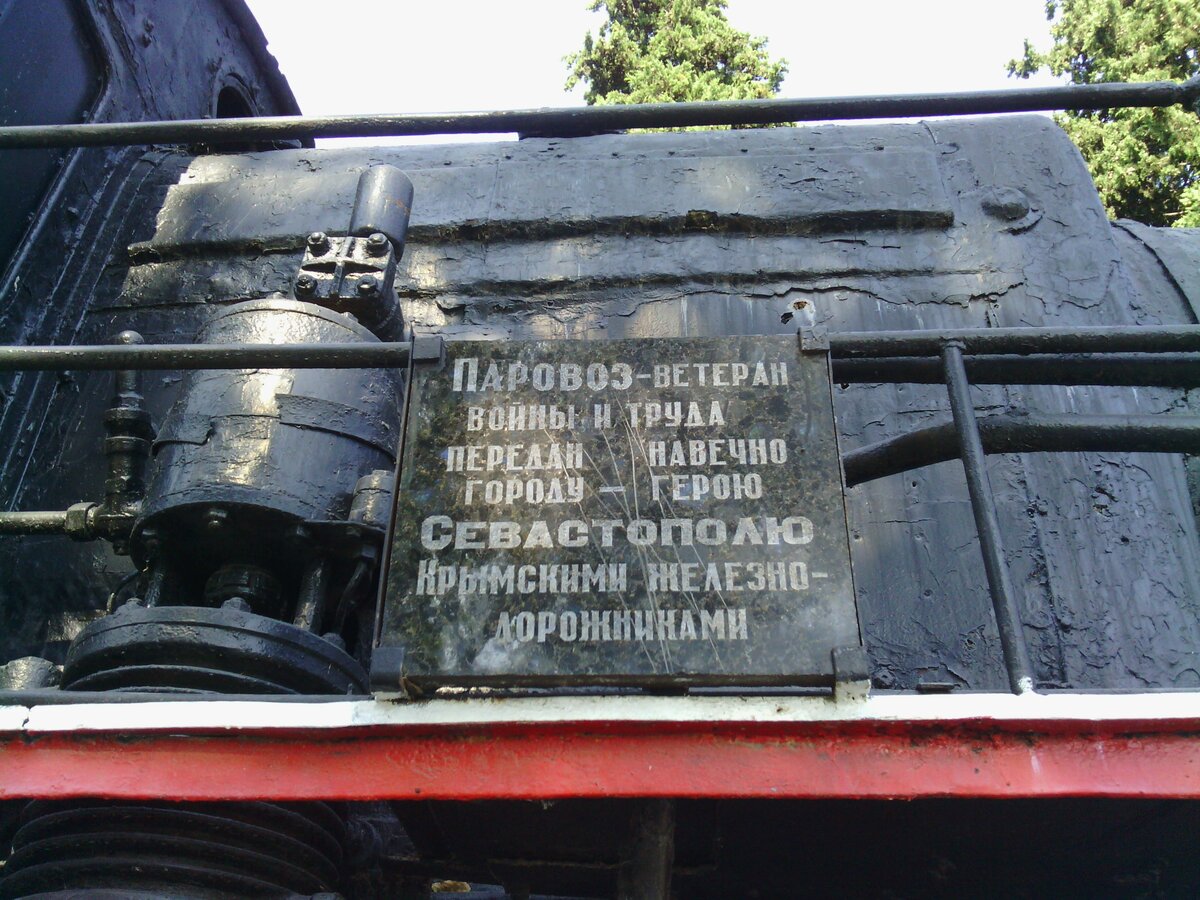 Паровоз-ветеран
войны и труда
передан навечно
городу – герою
Севастополю
Крымскими железно-
дорожниками